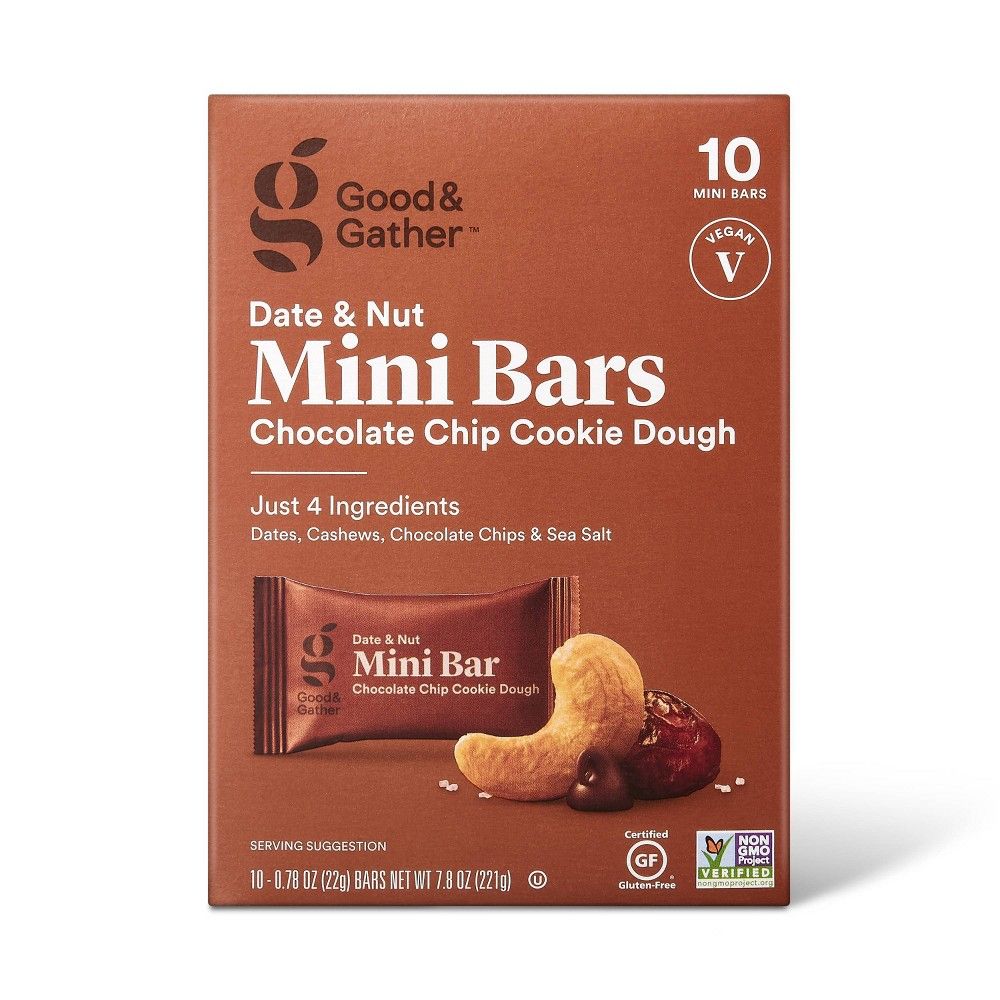 Good &
Gather™
10
MINI BARS
VEGAN
V
Date & Nut
Mini Bars
Chocolate Chip Cookie Dough
Just 4 Ingredients
Dates, Cashews, Chocolate Chips & Sea Salt
Good &
Gather
Date & Nut
Mini Bar
Chocolate Chip Cookie Dough
SERVING SUGGESTION
10 - 0.78 OZ (22g) BARS NET WT 7.8 OZ (221g) U
Certified
GF
Gluten-Free
®
NON
GMO
Project
VERIFIED
nongmoproject.org